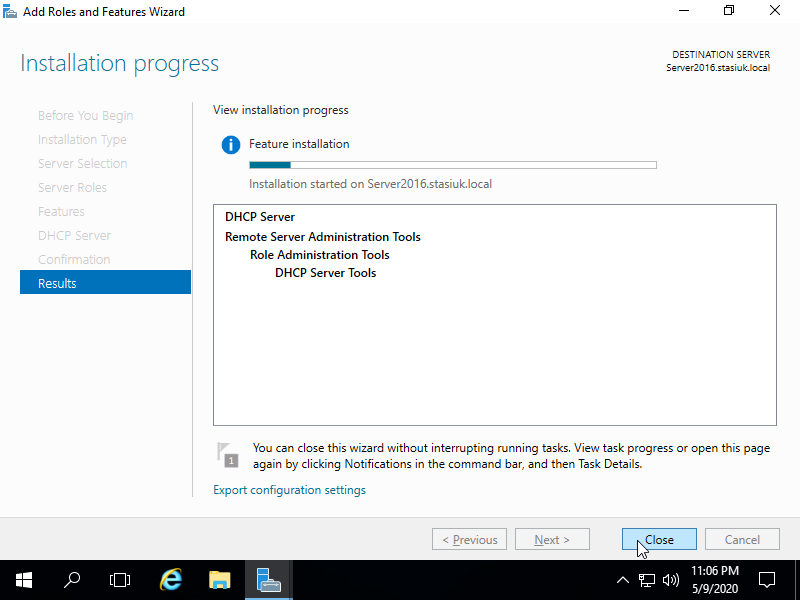 Add Roles and Features Wizard
Installation progress
DESTINATION SERVER
Server2016.stasiuk.local
Before You Begin
Installation Type
Server Selection
Server Roles
Features
DHCP Server
Confirmation
Results
View installation progress
Feature installation
Installation started on Server2016.stasiuk.local
DHCP Server
Remote Server Administration Tools
Role Administration Tools
DHCP Server Tools
1
You can close this wizard without interrupting running tasks. View task progress or open this page
again by clicking Notifications in the command bar, and then Task Details.
Export configuration settings
< Previous
Next >
Close
Cancel
11:06 PM
5/9/2020